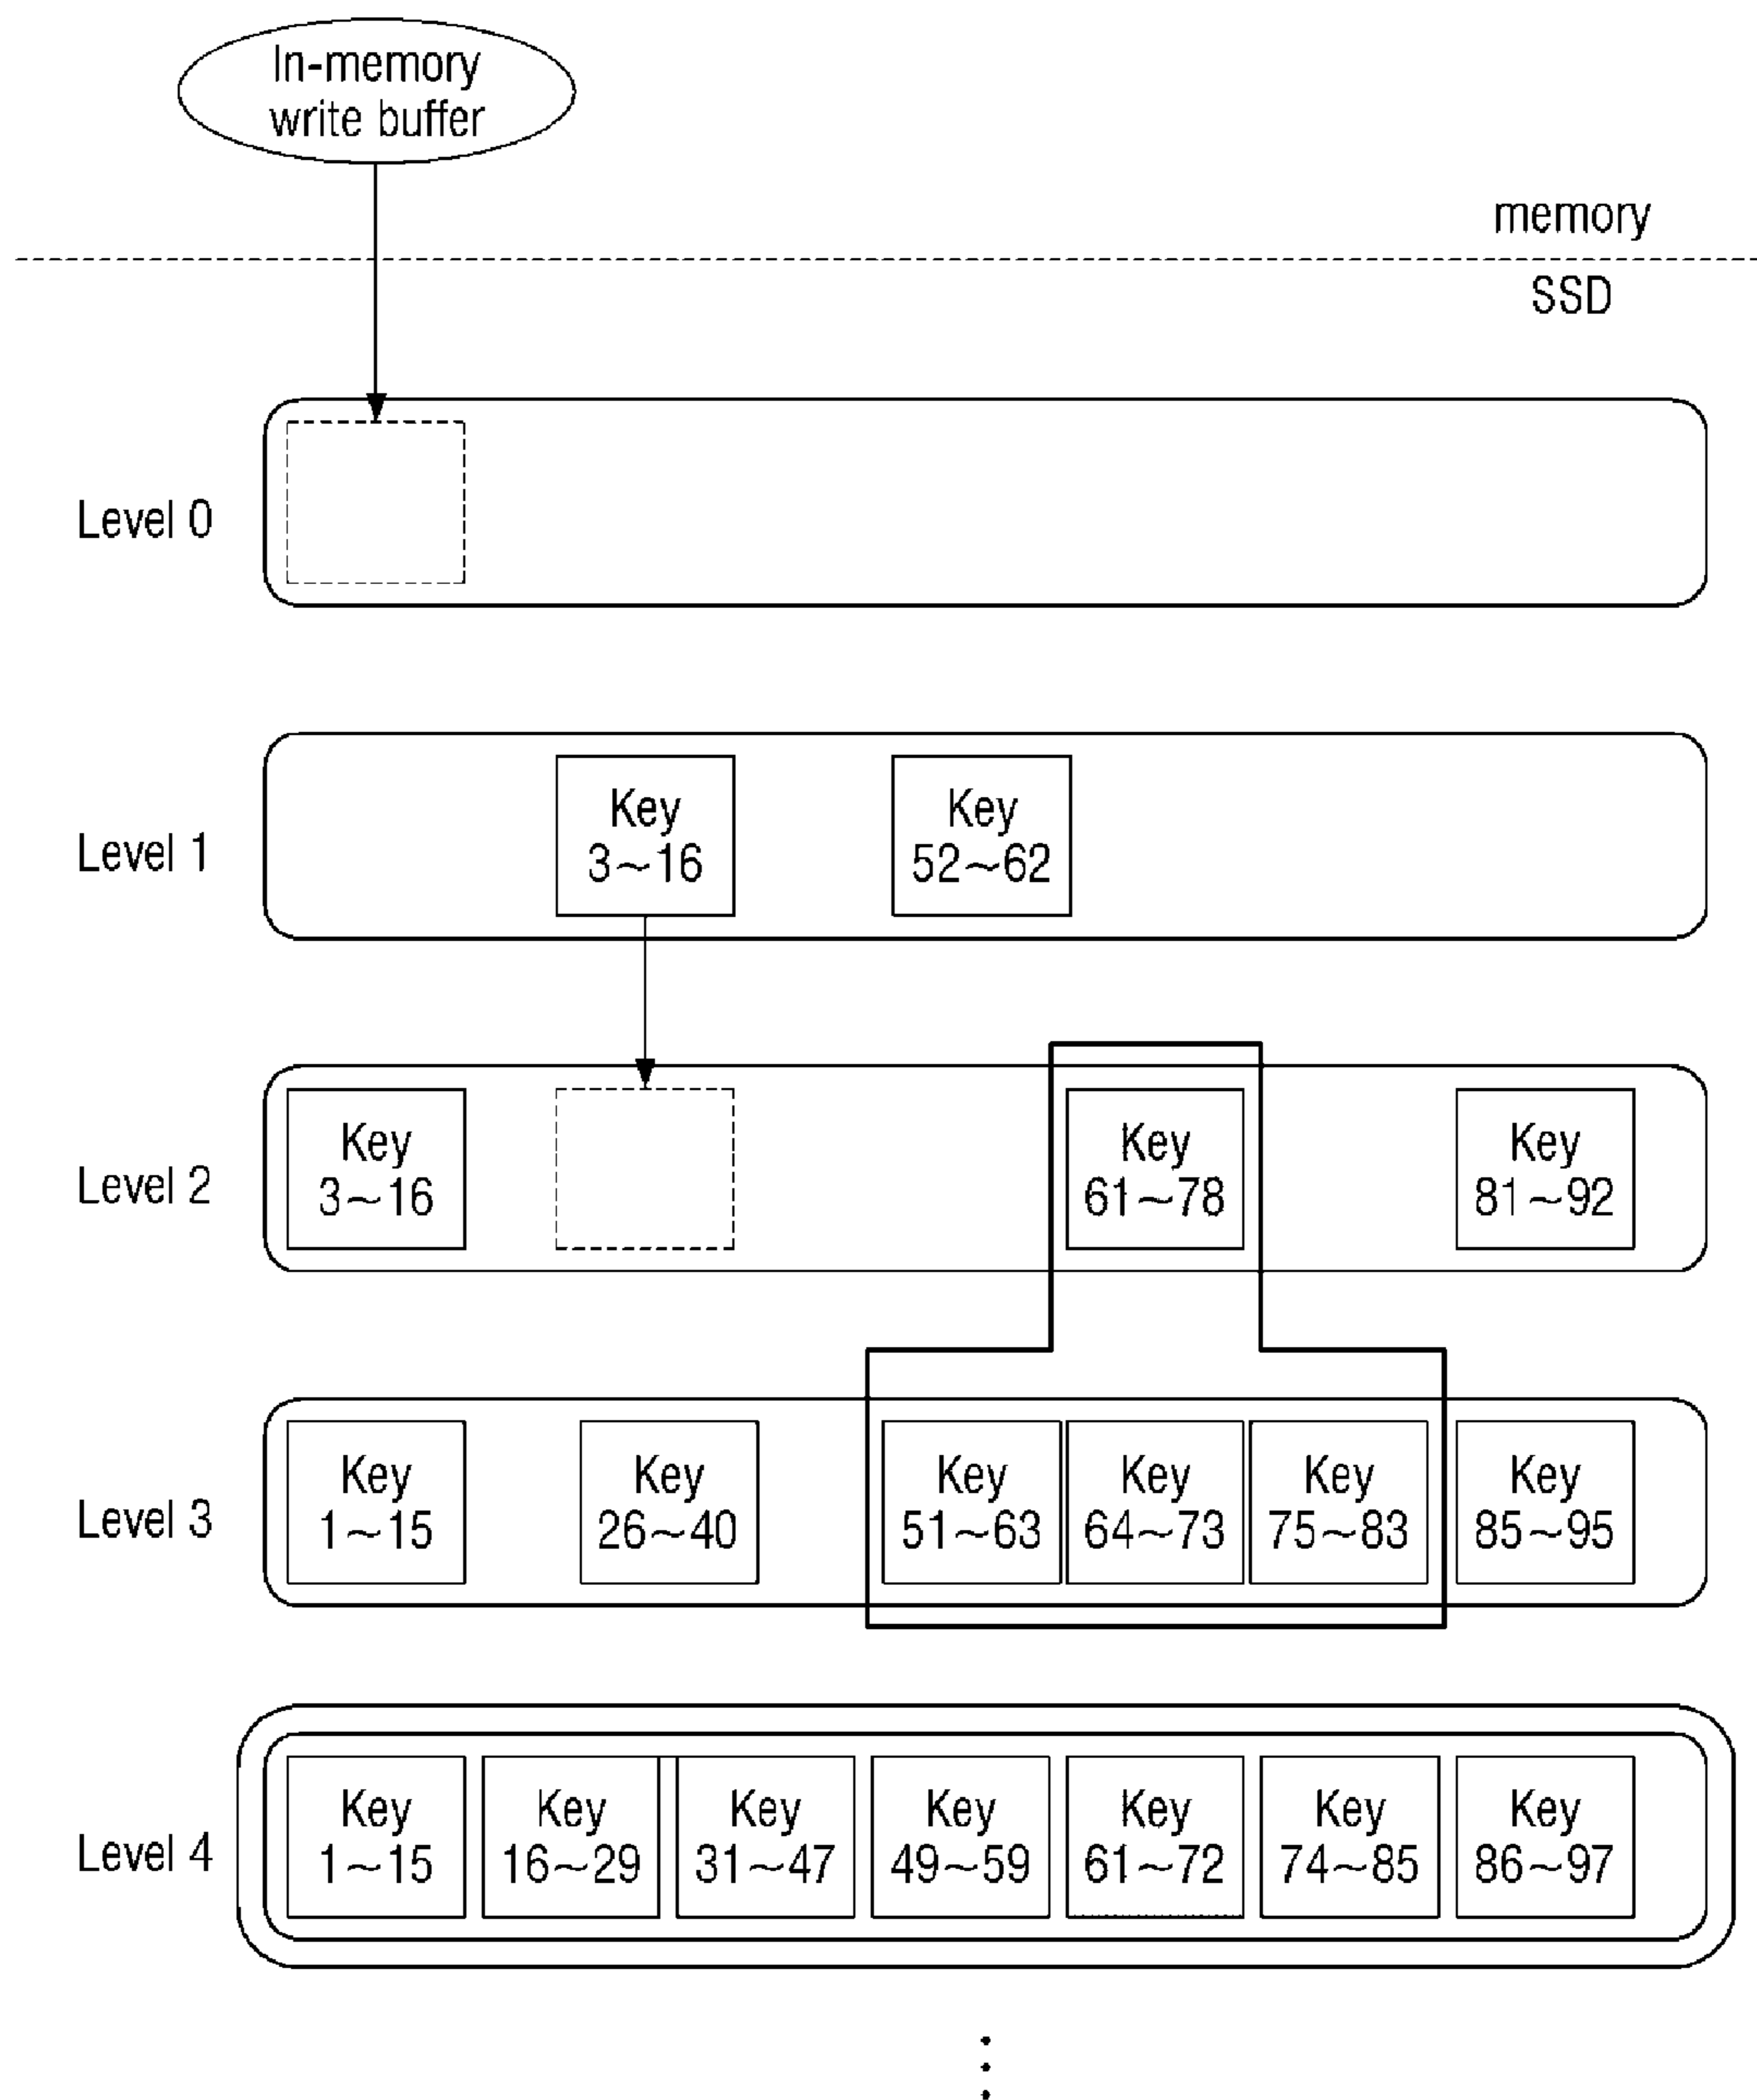 In-memory
write buffer
memory
SSD
Level 0
Level 1
Key
3~16
Key
52~62
Level 2
Key
3~16
Key
61~78
Key
81~92
Level 3
Key
1~15
Key
26~40
Key
51~63
Key
64~73
Key
75~83
Key
85~95
Level 4
Key
1~15
Key
16~29
Key
31~47
Key
49~59
Key
61~72
Key
74~85
Key
86~97